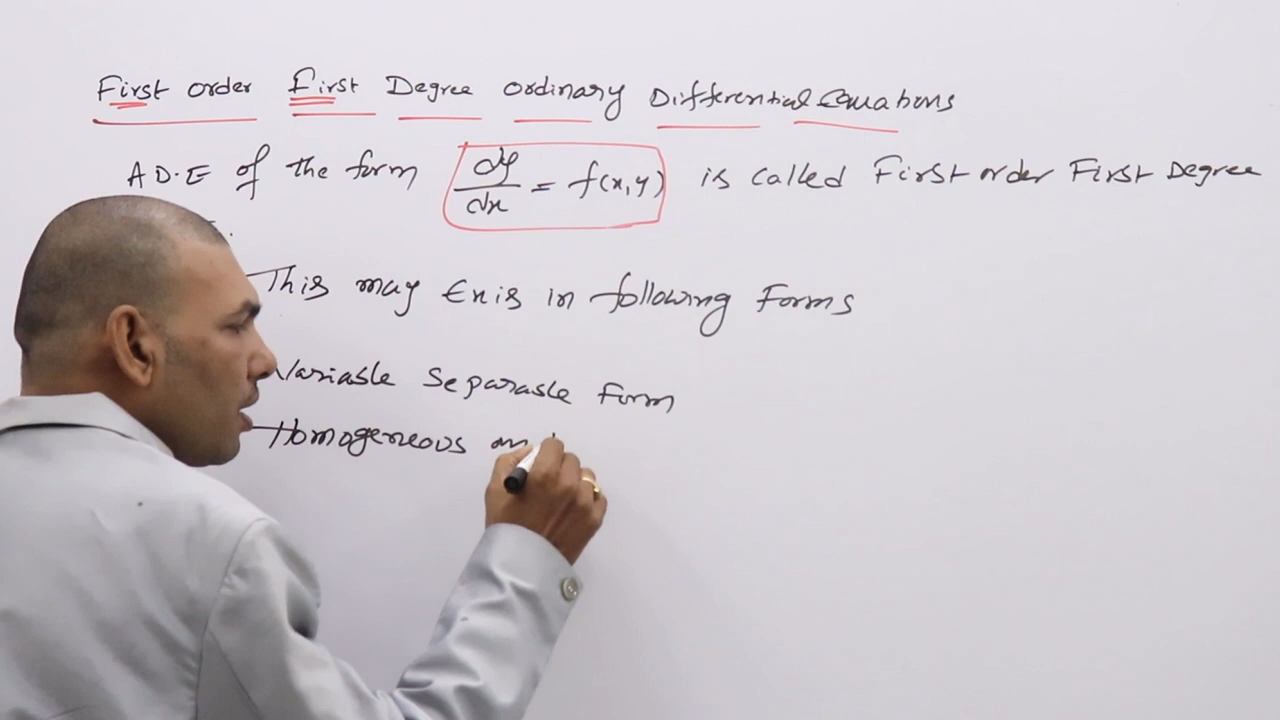 First order First Degree ordinary Differential Equations
A D.E of the form dy/dx = f(x,y) is called First order First Degree
This may Exis in following Forms
Variable Separable Form
Homogeneous an